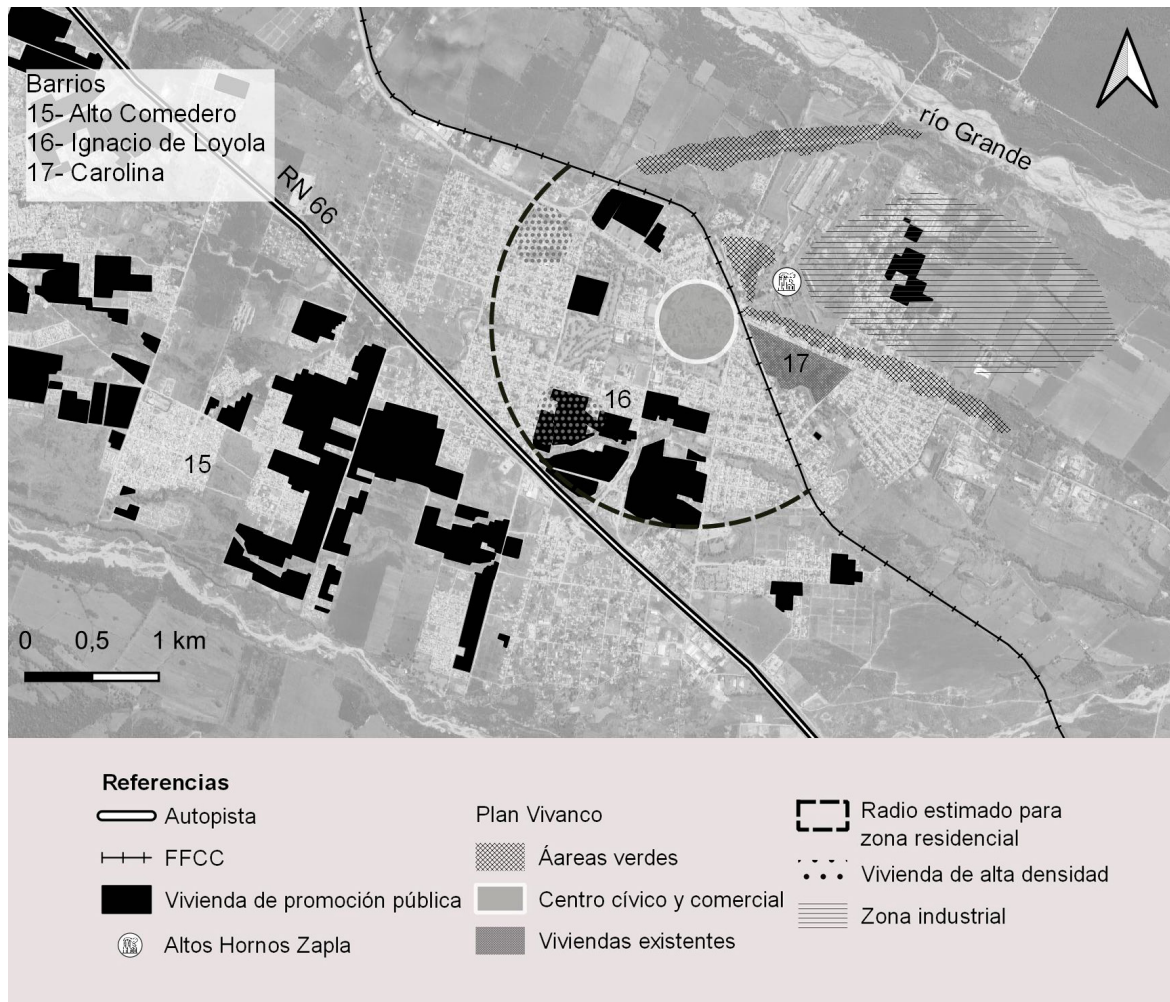 Barrios
15- Alto Comedero
16- Ignacio de Loyola
17- Carolina
río Grande
RN 66
17
16
15
0 0,5 1 km
Referencias
Autopista
FFCC
Vivienda de promoción pública
Altos Hornos Zapla
Plan Vivanco
Áareas verdes
Centro cívico y comercial
Viviendas existentes
Radio estimado para
zona residencial
Vivienda de alta densidad
Zona industrial